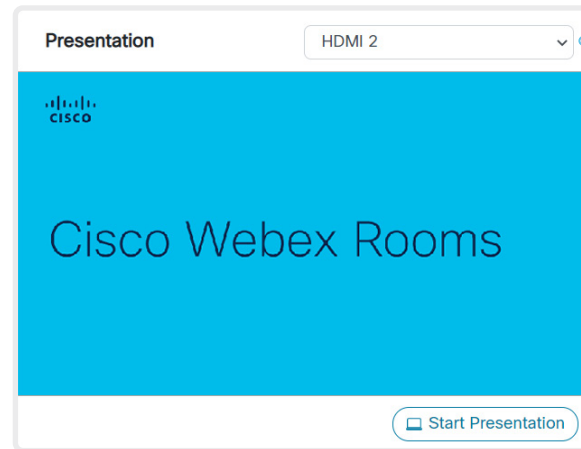 Presentation
HDMI 2
CISCO
Cisco Webex Rooms
Start Presentation